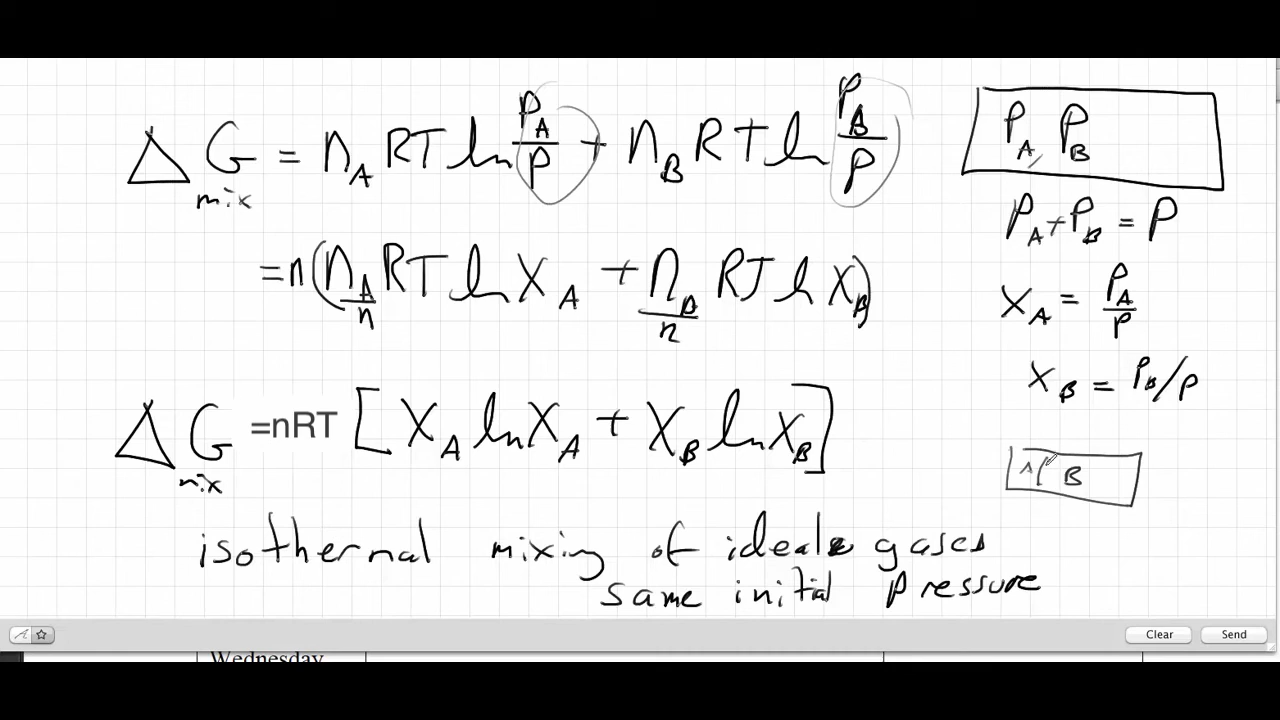 ΔG_mix = n_A RT ln P_A/P + n_B RT ln P_B/P
P_A P_B
P_A + P_B = P
= n(n_A/n RT ln X_A + n_B/n RT ln X_B)
X_A = P_A/P
X_B = P_B/P
ΔG_mix =nRT [X_A ln X_A + X_B ln X_B]
A B
isothermal mixing of ideal gases
same initial pressure
Clear Send
Wednesday